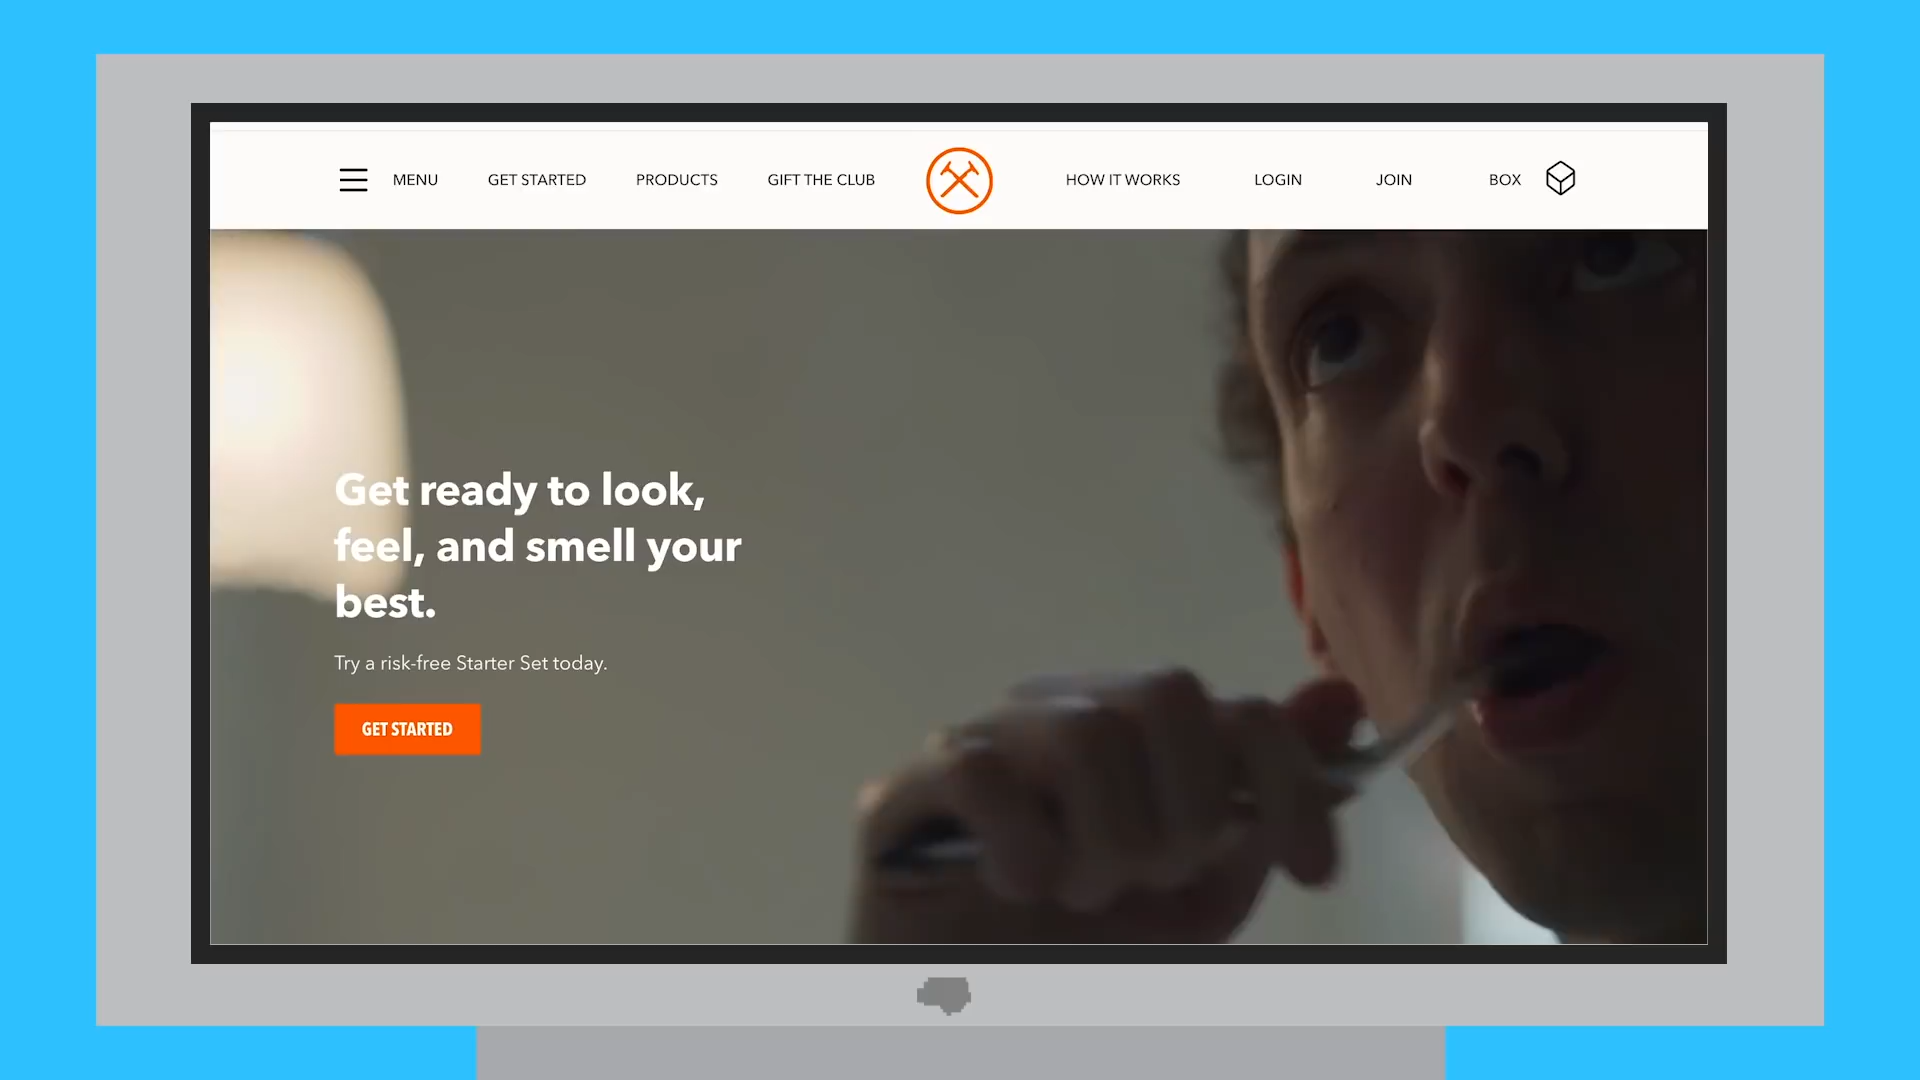 MENU GET STARTED PRODUCTS GIFT THE CLUB HOW IT WORKS LOGIN JOIN BOX
Get ready to look,
feel, and smell your
best.
Try a risk-free Starter Set today.
GET STARTED